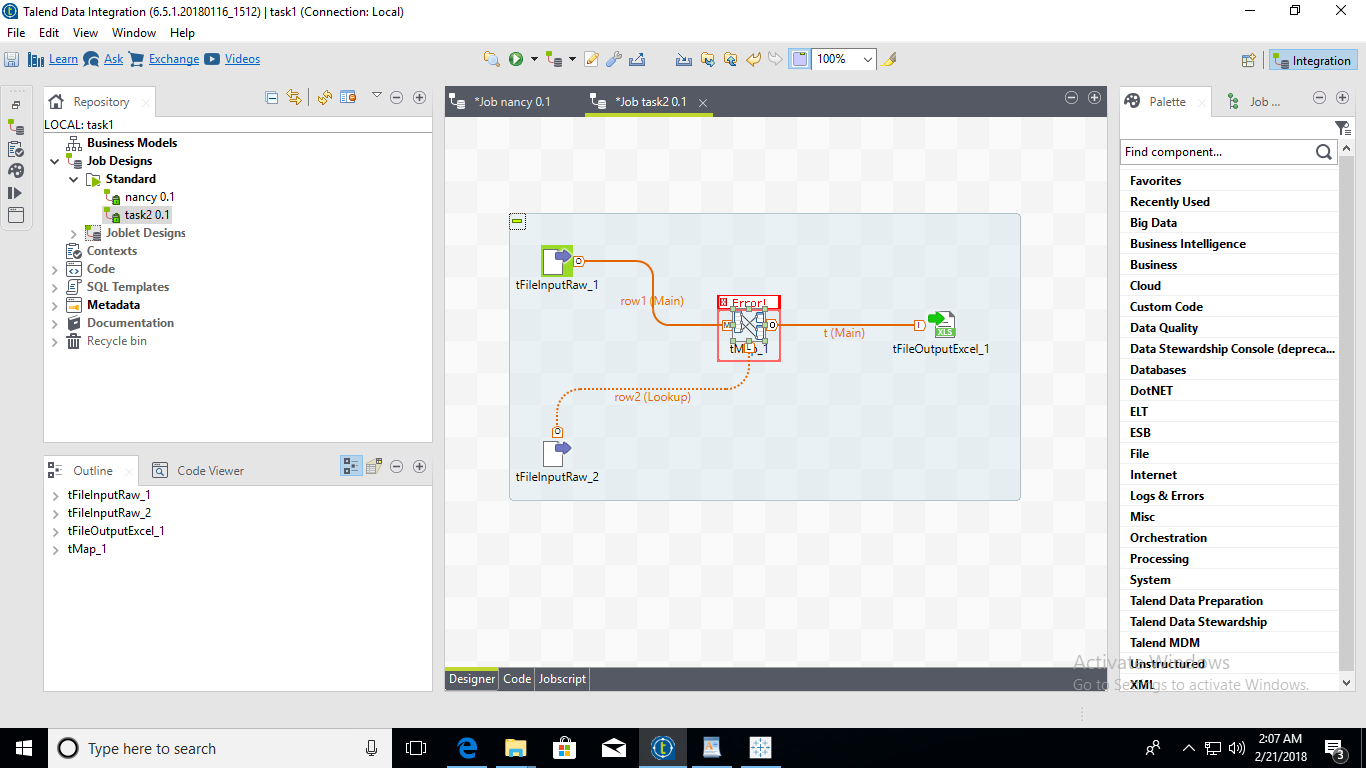 Talend Data Integration (6.5.1.20180116_1512) | task1 (Connection: Local)
File Edit View Window Help
Learn Ask Exchange Videos
100%
Integration
Repository
LOCAL: task1
Business Models
Job Designs
Standard
nancy 0.1
task2 0.1
Joblet Designs
Contexts
Code
SQL Templates
Metadata
Documentation
Recycle bin
Outline
Code Viewer
tFileInputRaw_1
tFileInputRaw_2
tFileOutputExcel_1
tMap_1
*Job nancy 0.1
*Job task2 0.1
O
tFileInputRaw_1
row1 (Main)
Error!
M
O
tMap_1
t (Main)
I
XLS
tFileOutputExcel_1
row2 (Lookup)
O
tFileInputRaw_2
Designer
Code
Jobscript
Palette
Job ...
Find component...
Favorites
Recently Used
Big Data
Business Intelligence
Business
Cloud
Custom Code
Data Quality
Data Stewardship Console (depreca...
Databases
DotNET
ELT
ESB
File
Internet
Logs & Errors
Misc
Orchestration
Processing
System
Talend Data Preparation
Talend Data Stewardship
Talend MDM
Unstructured
XML
Activate Windows
Go to Settings to activate Windows.
Type here to search
2:07 AM
2/21/2018
3